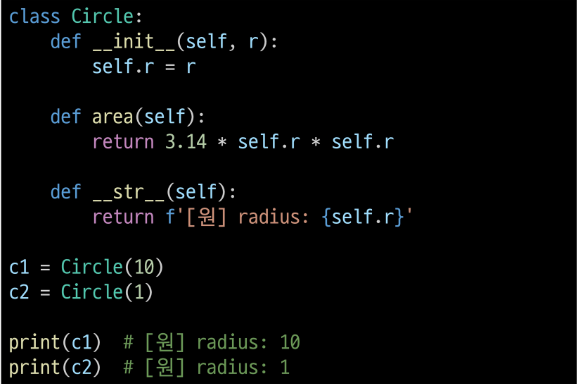 class Circle:
    def __init__(self, r):
        self.r = r

    def area(self):
        return 3.14 * self.r * self.r

    def __str__(self):
        return f'[원] radius: {self.r}'

c1 = Circle(10)
c2 = Circle(1)

print(c1)  # [원] radius: 10
print(c2)  # [원] radius: 1